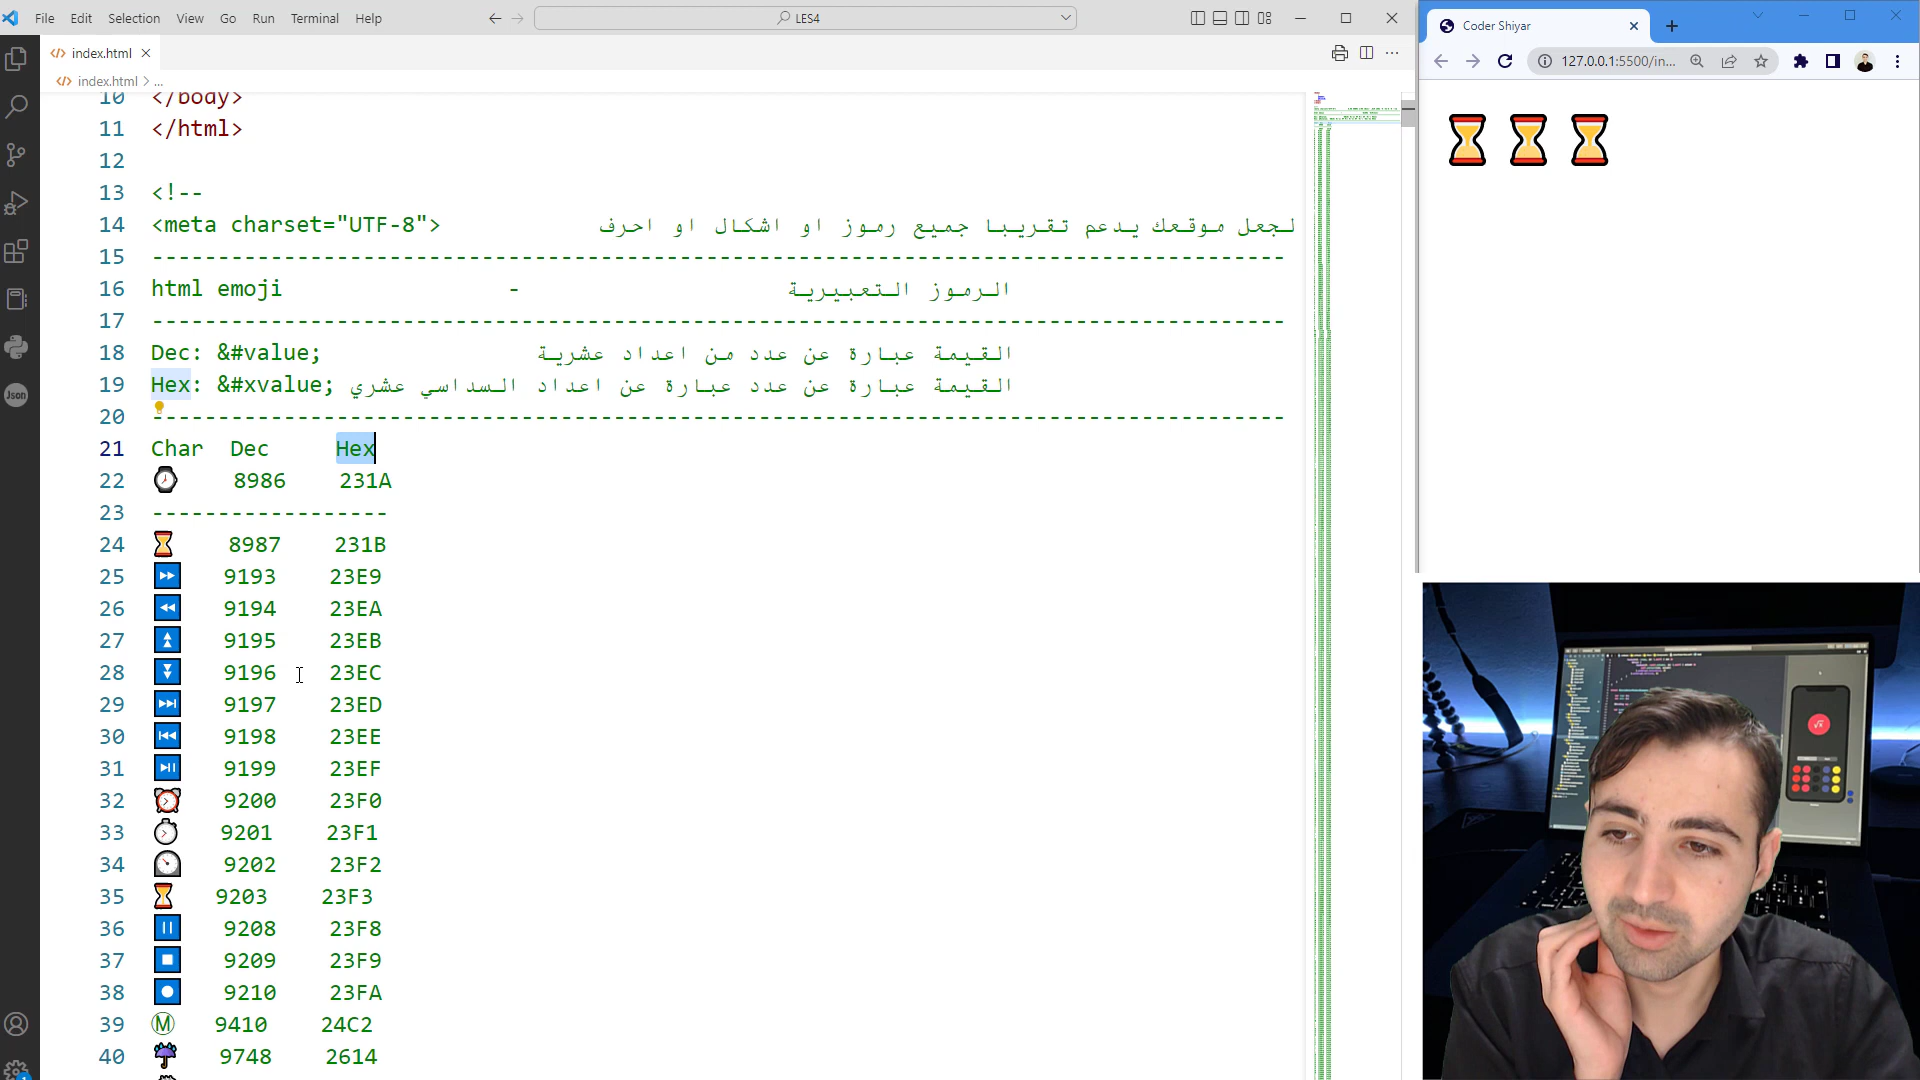 File Edit Selection View Go Run Terminal Help
LES4
index.html
index.html > ...
10 </body>
11 </html>
12
13 <!--
14 <meta charset="UTF-8"> لجعل موقعك يدعم تقريبا جميع رموز او اشكال او احرف
15 --------------------------------------------------------------------------------------
16 html emoji - الرموز التعبيرية
17 --------------------------------------------------------------------------------------
18 Dec: &#value; القيمة عبارة عن عدد من اعداد عشرية
19 Hex: &#xvalue; القيمة عبارة عن عدد عبارة عن اعداد السداسي عشري
20 --------------------------------------------------------------------------------------
21 Char Dec Hex
22 ⌚ 8986 231A
23 ------------------
24 ⌛ 8987 231B
25 ⏩ 9193 23E9
26 ⏪ 9194 23EA
27 ⏫ 9195 23EB
28 ⏬ 9196 23EC
29 ⏭ 9197 23ED
30 ⏮ 9198 23EE
31 ⏯ 9199 23EF
32 ⏰ 9200 23F0
33 ⏱ 9201 23F1
34 ⏲ 9202 23F2
35 ⏳ 9203 23F3
36 ⏸ 9208 23F8
37 ⏹ 9209 23F9
38 ⏺ 9210 23FA
39 Ⓜ 9410 24C2
40 ☔ 9748 2614
Json
Coder Shiyar
127.0.0.1:5500/in...
⌛ ⌛ ⌛